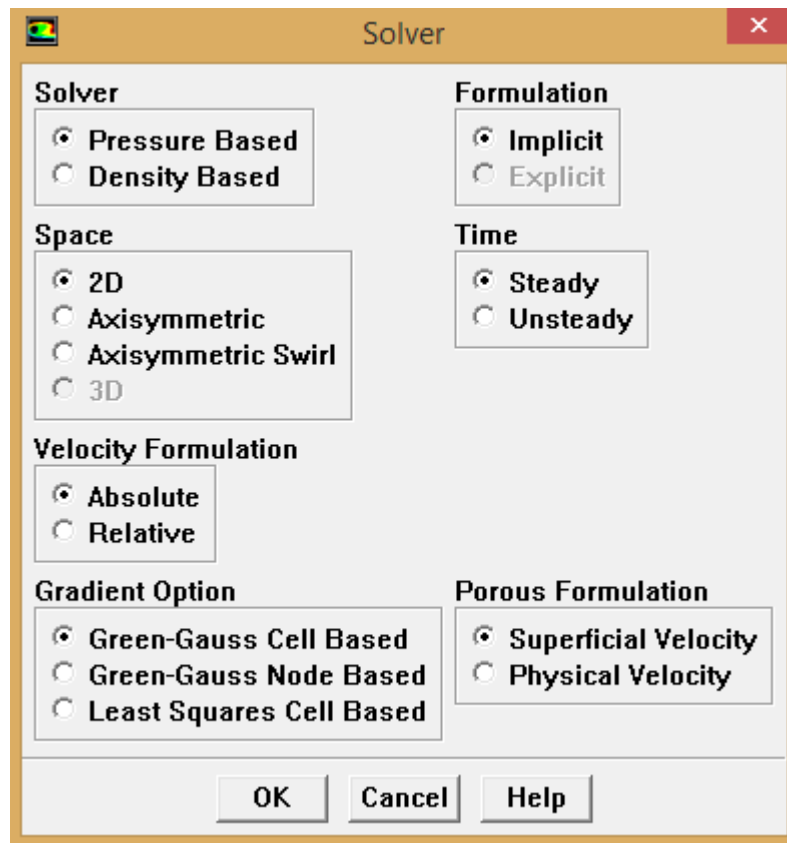 Solver
Solver
Pressure Based
Density Based
Formulation
Implicit
Explicit
Space
2D
Axisymmetric
Axisymmetric Swirl
3D
Time
Steady
Unsteady
Velocity Formulation
Absolute
Relative
Gradient Option
Green-Gauss Cell Based
Green-Gauss Node Based
Least Squares Cell Based
Porous Formulation
Superficial Velocity
Physical Velocity
OK
Cancel
Help